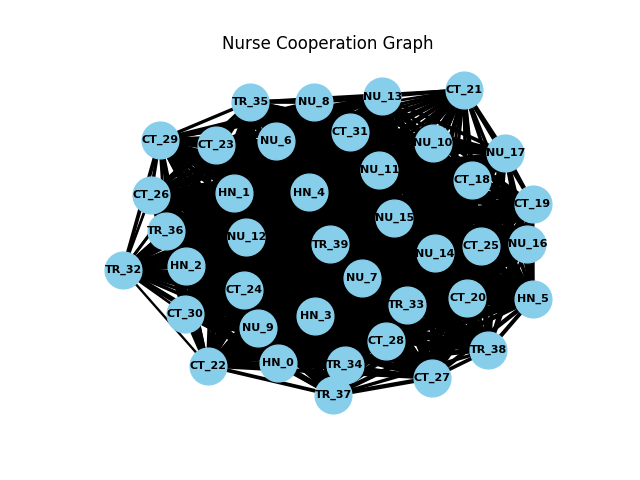 Nurse Cooperation Graph
CT_21
NU_13
TR_35
NU_8
CT_31
CT_29
NU_6
NU_10
CT_23
NU_17
NU_11
CT_18
HN_4
HN_1
CT_26
CT_19
NU_15
TR_36
NU_12
TR_39
NU_16
CT_25
NU_14
HN_2
TR_32
NU_7
CT_24
CT_20
HN_5
TR_33
CT_30
HN_3
NU_9
CT_28
TR_38
HN_0
TR_34
CT_22
CT_27
TR_37